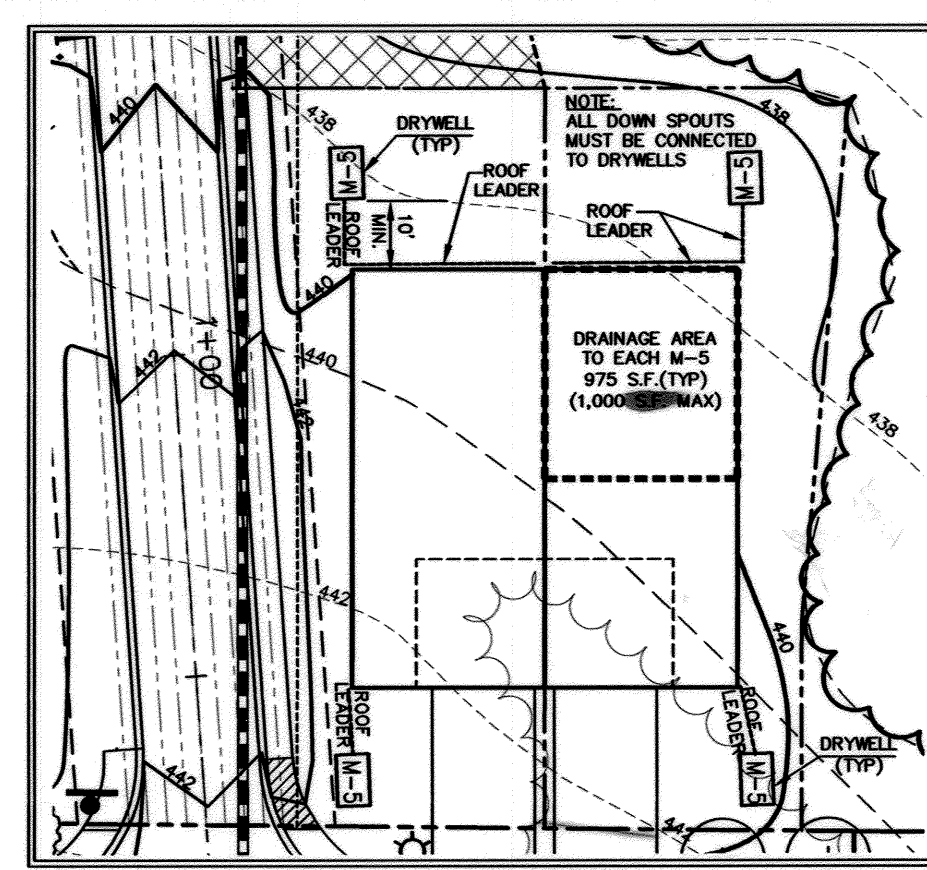 440
438
DRYWELL
(TYP)
NOTE:
ALL DOWN SPOUTS
MUST BE CONNECTED
TO DRYWELLS
438
M-5
ROOF
LEADER
10'
MIN.
ROOF
LEADER
ROOF
LEADER
M-5
440
1+00
442
440
442
DRAINAGE AREA
TO EACH M-5
975 S.F.(TYP)
(1,000 S.F. MAX)
438
442
440
ROOF
LEADER
M-5
ROOF
LEADER
M-5
DRYWELL
(TYP)
442